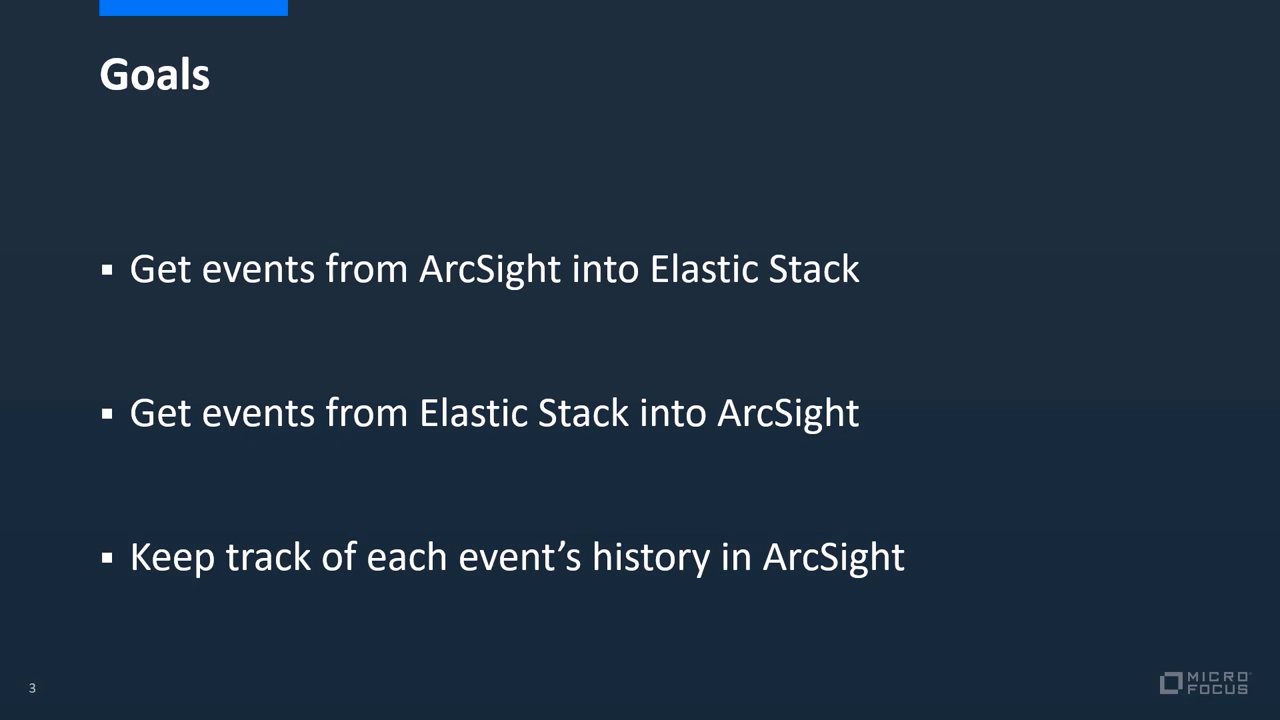 Goals
▪ Get events from ArcSight into Elastic Stack
▪ Get events from Elastic Stack into ArcSight
▪ Keep track of each event’s history in ArcSight
3
MICRO
FOCUS